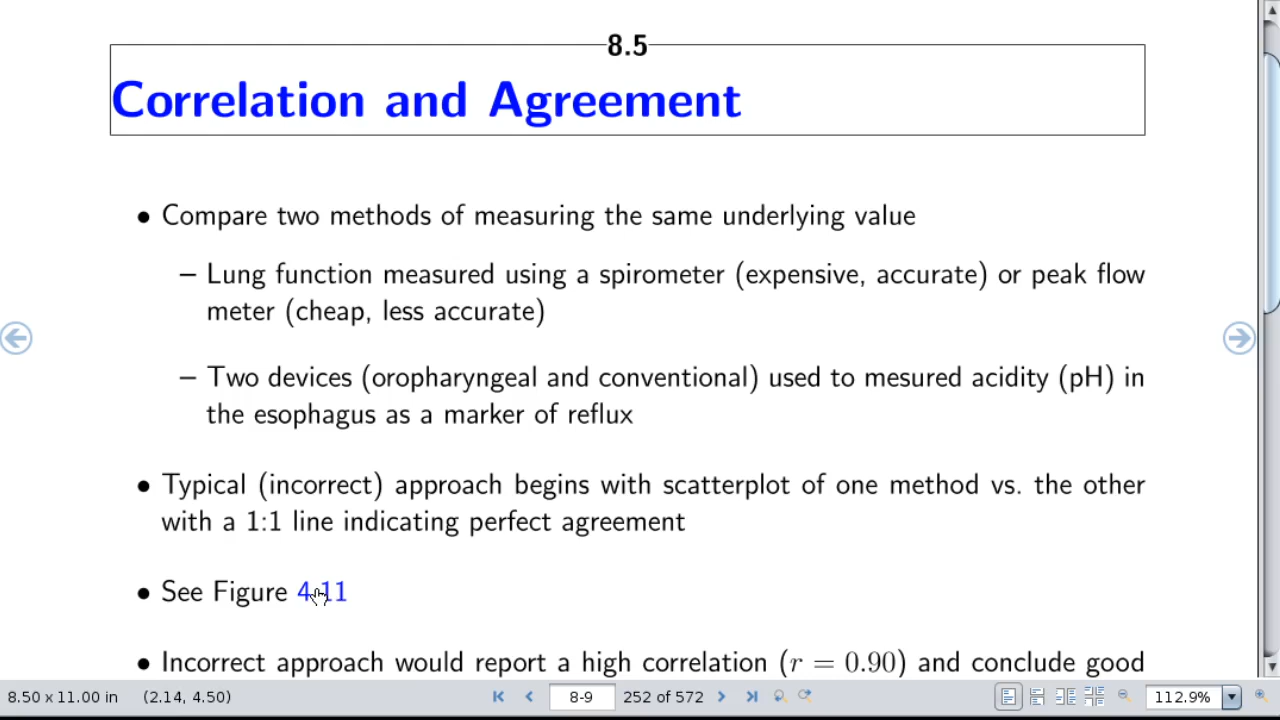 8.5
Correlation and Agreement
• Compare two methods of measuring the same underlying value
– Lung function measured using a spirometer (expensive, accurate) or peak flow
meter (cheap, less accurate)
– Two devices (oropharyngeal and conventional) used to mesured acidity (pH) in
the esophagus as a marker of reflux
• Typical (incorrect) approach begins with scatterplot of one method vs. the other
with a 1:1 line indicating perfect agreement
• See Figure 4.11
• Incorrect approach would report a high correlation (r = 0.90) and conclude good
8.50 x 11.00 in (2.14, 4.50) 8-9 252 of 572 112.9%